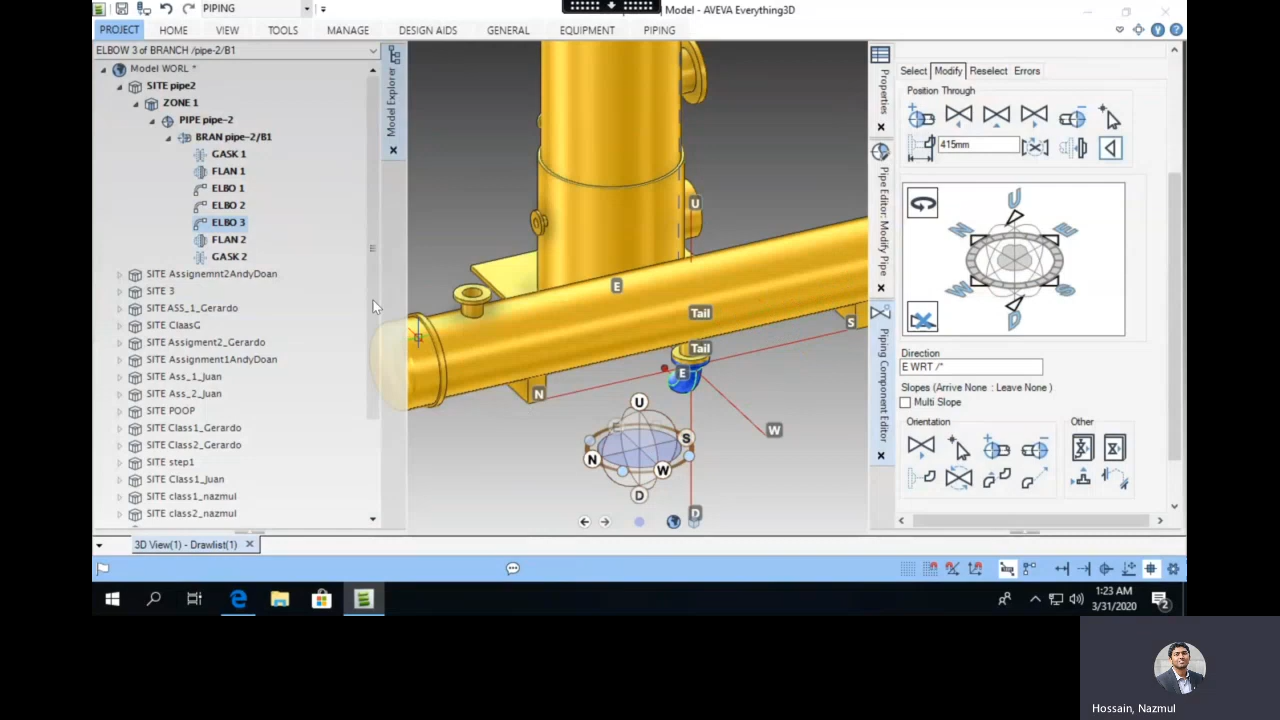 PIPING
Model - AVEVA Everything3D
PROJECT HOME VIEW TOOLS MANAGE DESIGN AIDS GENERAL EQUIPMENT PIPING
ELBOW 3 of BRANCH /pipe-2/B1
Model WORL *
SITE pipe2
ZONE 1
PIPE pipe-2
BRAN pipe-2/B1
GASK 1
FLAN 1
ELBO 1
ELBO 2
ELBO 3
FLAN 2
GASK 2
SITE Assignemnt2AndyDoan
SITE 3
SITE ASS_1_Gerardo
SITE ClaasG
SITE Assigment2_Gerardo
SITE Assignment1AndyDoan
SITE Ass_1_Juan
SITE Ass_2_Juan
SITE POOP
SITE Class1_Gerardo
SITE Class2_Gerardo
SITE step1
SITE Class1_Juan
SITE class1_nazmul
SITE class2_nazmul
Model Explorer
U
E
Tail
S
Tail
E
N
W
D
U
E
S
N
W
D
Properties
Pipe Editor: Modify Pipe
Piping Component Editor
Select Modify Reselect Errors
Position Through
415mm
U
N
E
W
S
D
Direction
E WRT /*
Slopes (Arrive None : Leave None )
Multi Slope
Orientation Other
3D View(1) - Drawlist(1)
1:23 AM
3/31/2020
2
Hossain, Nazmul